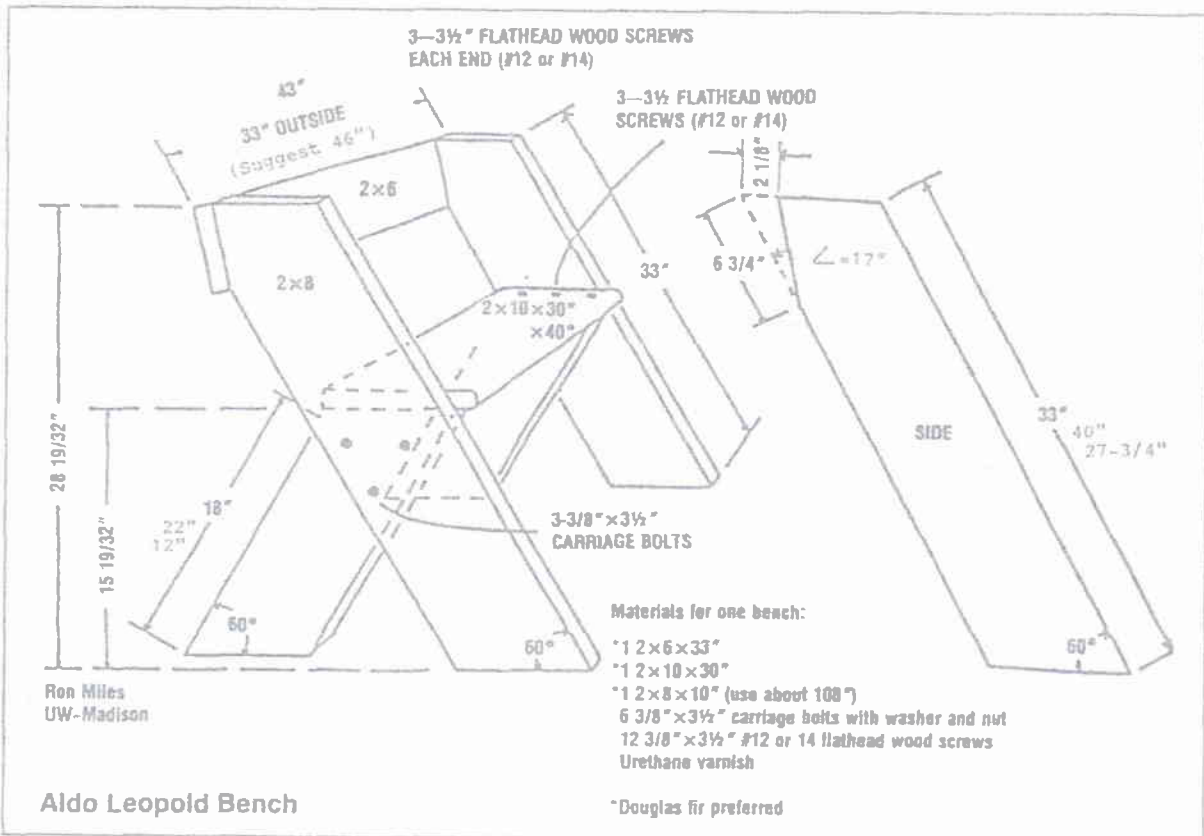 3—3½" FLATHEAD WOOD SCREWS
EACH END (#12 or #14)
43"
33" OUTSIDE
(Suggest 46")
3—3½ FLATHEAD WOOD
SCREWS (#12 or #14)
2 1/8"
2×6
6 3/4"
∠=17°
33"
2×8
2×10×30"
×40"
SIDE
33"
40"
27-3/4"
28 19/32"
15 19/32"
18"
22"
12"
3-3/8"×3½"
CARRIAGE BOLTS
60°
60°
60°
Materials for one bench:
*1 2×6×33"
*1 2×10×30"
*1 2×8×10" (use about 108")
6 3/8"×3½" carriage bolts with washer and nut
12 3/8"×3½" #12 or 14 flathead wood screws
Urethane varnish
Ron Miles
UW-Madison
Aldo Leopold Bench
*Douglas fir preferred